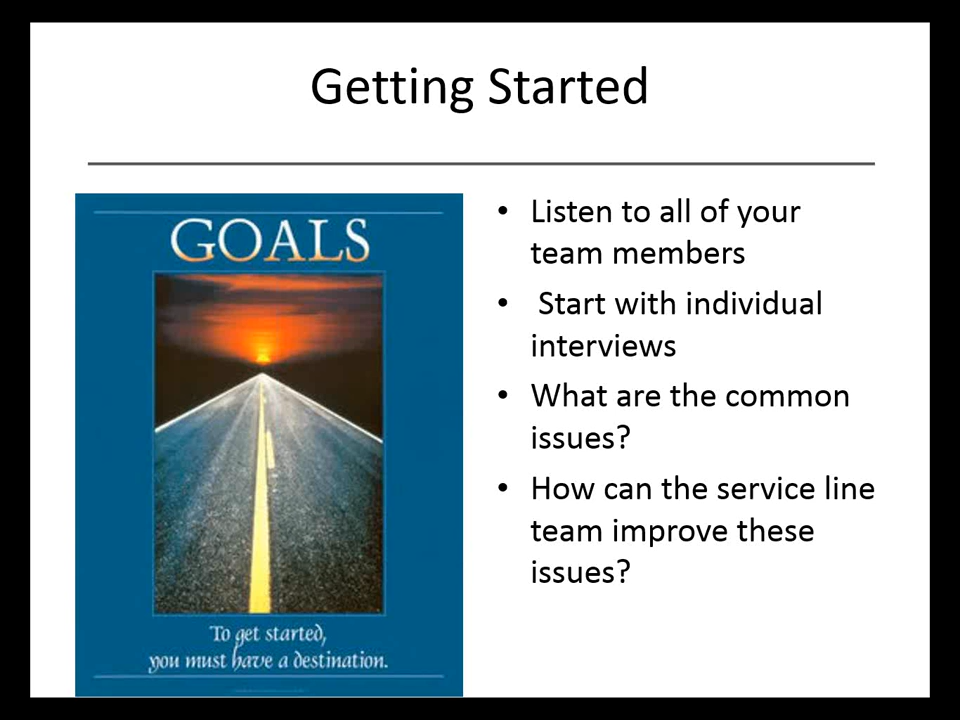 Getting Started
GOALS
To get started,
you must have a destination.
• Listen to all of your
team members
• Start with individual
interviews
• What are the common
issues?
• How can the service line
team improve these
issues?